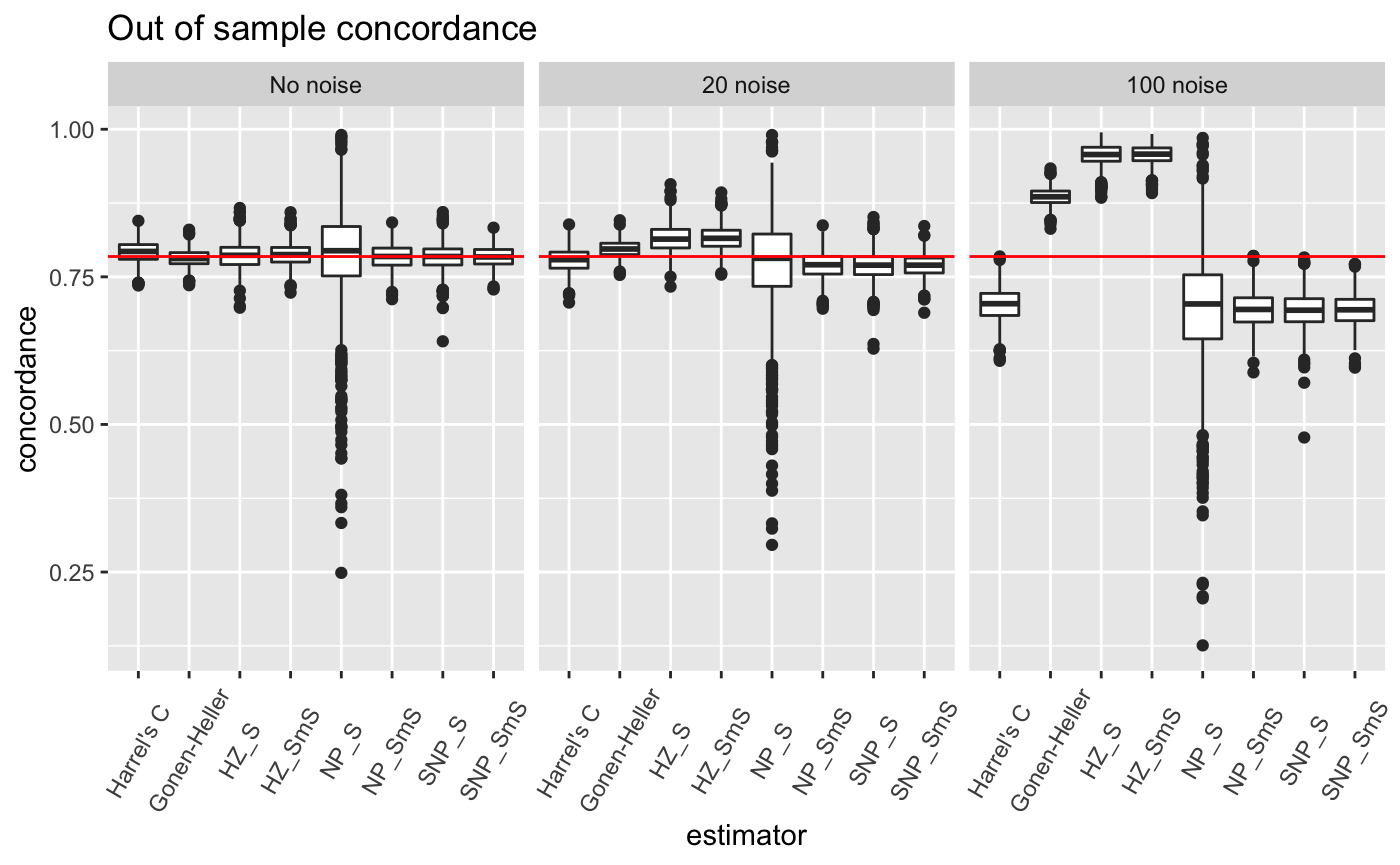 Out of sample concordance
No noise
20 noise
100 noise
concordance
1.00
0.75
0.50
0.25
Harrel's C
Gonen-Heller
HZ_S
HZ_SmS
NP_S
NP_SmS
SNP_S
SNP_SmS
Harrel's C
Gonen-Heller
HZ_S
HZ_SmS
NP_S
NP_SmS
SNP_S
SNP_SmS
Harrel's C
Gonen-Heller
HZ_S
HZ_SmS
NP_S
NP_SmS
SNP_S
SNP_SmS
estimator